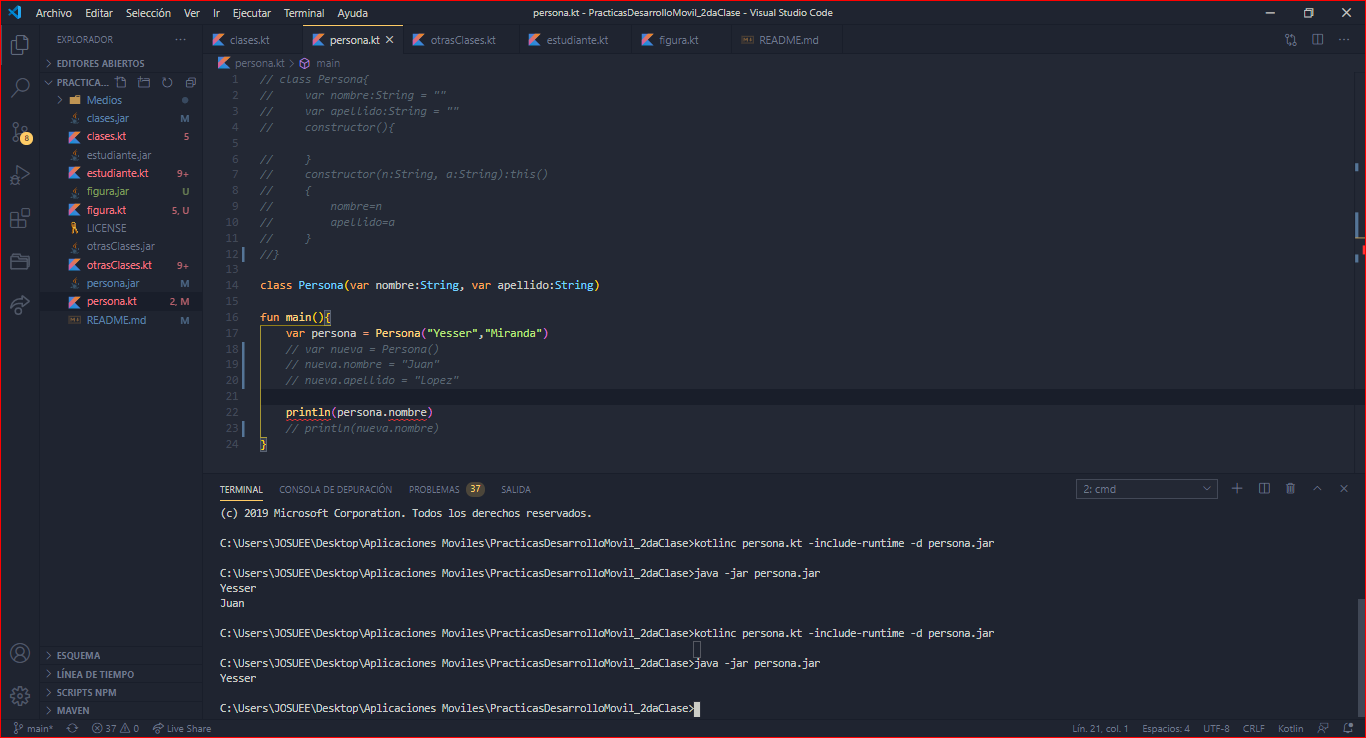 Archivo Editar Selección Ver Ir Ejecutar Terminal Ayuda
persona.kt - PracticasDesarrolloMovil_2daClase - Visual Studio Code
EXPLORADOR
EDITORES ABIERTOS
PRACTICA...
Medios
clases.jar M
clases.kt 5
estudiante.jar
estudiante.kt 9+
figura.jar U
figura.kt 5, U
LICENSE
otrasClases.jar
otrasClases.kt 9+
persona.jar M
persona.kt 2, M
README.md M
ESQUEMA
LÍNEA DE TIEMPO
SCRIPTS NPM
MAVEN
8
clases.kt persona.kt otrasClases.kt estudiante.kt figura.kt README.md
persona.kt > main
1 // class Persona{
2 //     var nombre:String = ""
3 //     var apellido:String = ""
4 //     constructor(){
5
6 //     }
7 //     constructor(n:String, a:String):this()
8 //     {
9 //         nombre=n
10 //         apellido=a
11 //     }
12 //}
13
14 class Persona(var nombre:String, var apellido:String)
15
16 fun main(){
17     var persona = Persona("Yesser","Miranda")
18     // var nueva = Persona()
19     // nueva.nombre = "Juan"
20     // nueva.apellido = "Lopez"
21
22     println(persona.nombre)
23     // println(nueva.nombre)
24 }
TERMINAL CONSOLA DE DEPURACIÓN PROBLEMAS 37 SALIDA
2: cmd
(c) 2019 Microsoft Corporation. Todos los derechos reservados.
C:\Users\JOSUEE\Desktop\Aplicaciones Moviles\PracticasDesarrolloMovil_2daClase>kotlinc persona.kt -include-runtime -d persona.jar
C:\Users\JOSUEE\Desktop\Aplicaciones Moviles\PracticasDesarrolloMovil_2daClase>java -jar persona.jar
Yesser
Juan
C:\Users\JOSUEE\Desktop\Aplicaciones Moviles\PracticasDesarrolloMovil_2daClase>kotlinc persona.kt -include-runtime -d persona.jar
C:\Users\JOSUEE\Desktop\Aplicaciones Moviles\PracticasDesarrolloMovil_2daClase>java -jar persona.jar
Yesser
C:\Users\JOSUEE\Desktop\Aplicaciones Moviles\PracticasDesarrolloMovil_2daClase>
main* 37 0 Live Share
Lín. 21, col. 1 Espacios: 4 UTF-8 CRLF Kotlin